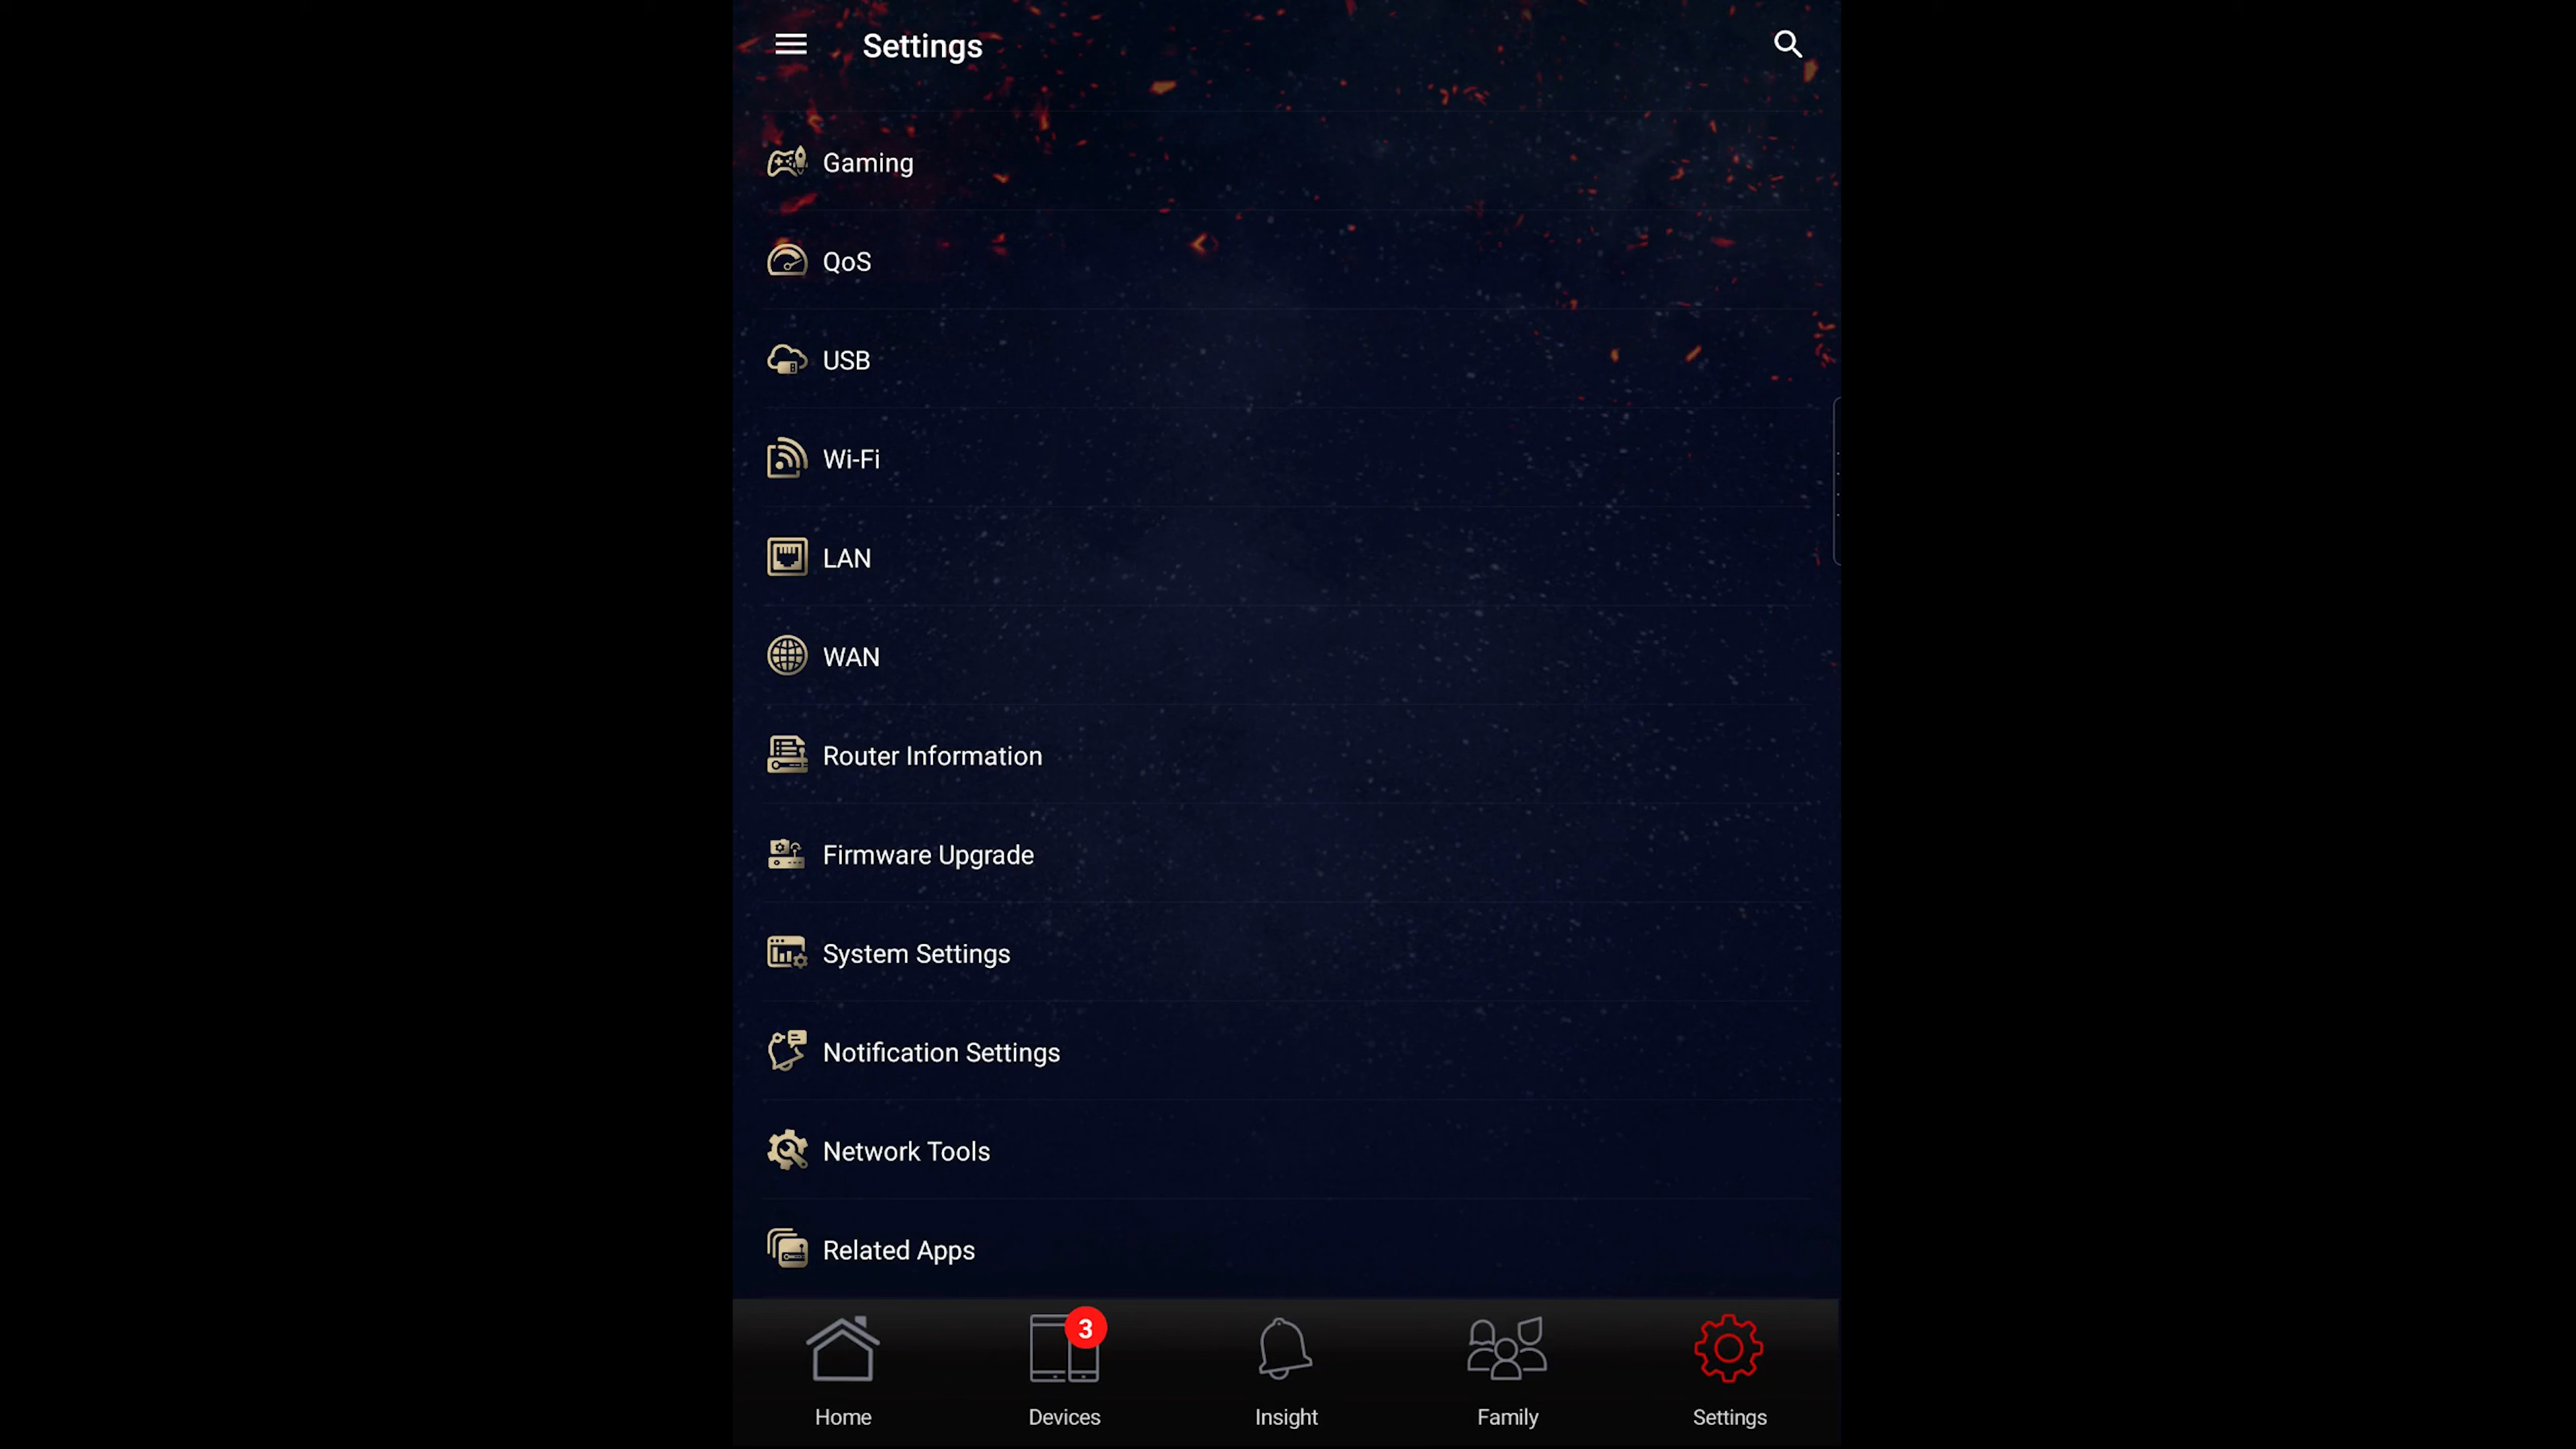 Settings
Gaming
QoS
USB
Wi-Fi
LAN
WAN
Router Information
Firmware Upgrade
System Settings
Notification Settings
Network Tools
Related Apps
3
Home
Devices
Insight
Family
Settings